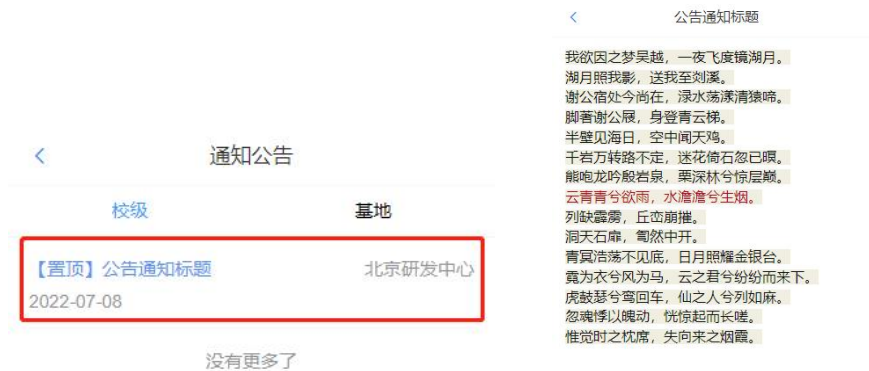 通知公告
校级 基地
【置顶】公告通知标题 北京研发中心
2022-07-08
没有更多了
公告通知标题
我欲因之梦吴越，一夜飞度镜湖月。
湖月照我影，送我至剡溪。
谢公宿处今尚在，渌水荡漾清猿啼。
脚著谢公屐，身登青云梯。
半壁见海日，空中闻天鸡。
千岩万转路不定，迷花倚石忽已暝。
熊咆龙吟殷岩泉，栗深林兮惊层巅。
云青青兮欲雨，水澹澹兮生烟。
列缺霹雳，丘峦崩摧。
洞天石扉，訇然中开。
青冥浩荡不见底，日月照耀金银台。
霓为衣兮风为马，云之君兮纷纷而来下。
虎鼓瑟兮鸾回车，仙之人兮列如麻。
忽魂悸以魄动，恍惊起而长嗟。
惟觉时之枕席，失向来之烟霞。